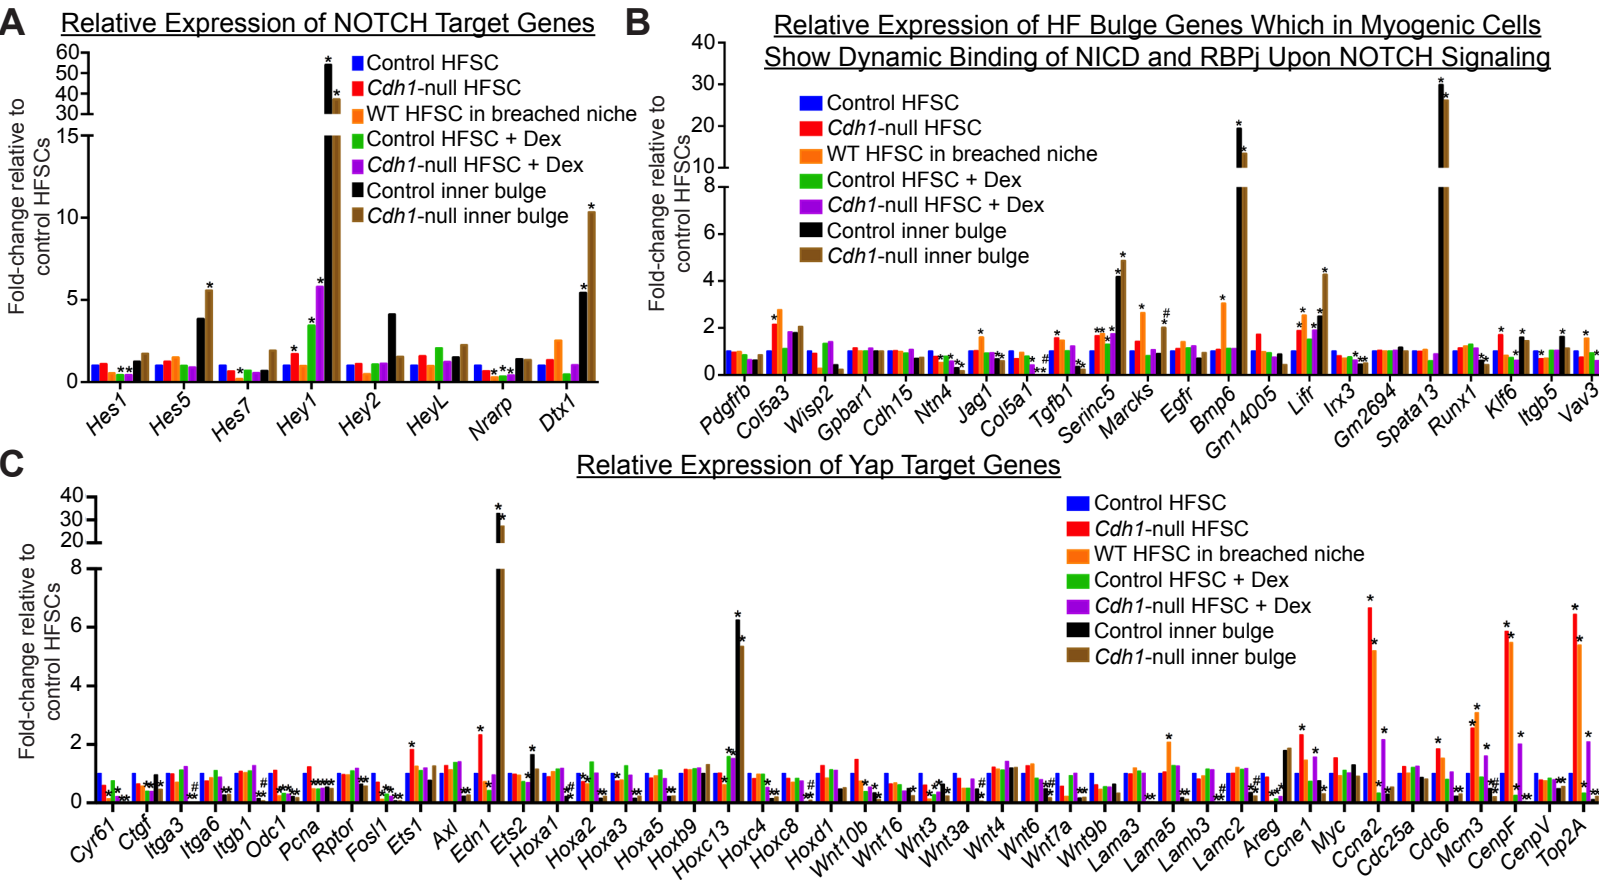 A
Relative Expression of NOTCH Target Genes
Fold-change relative to
control HFSCs
60
50
40
30
15
10
5
0
Control HFSC
Cdh1-null HFSC
WT HFSC in breached niche
Control HFSC + Dex
Cdh1-null HFSC + Dex
Control inner bulge
Cdh1-null inner bulge
Hes1 Hes5 Hes7 Hey1 Hey2 HeyL Nrarp Dtx1
B
Relative Expression of HF Bulge Genes Which in Myogenic Cells
Show Dynamic Binding of NICD and RBPj Upon NOTCH Signaling
Fold-change relative to
control HFSCs
40
30
20
10
8
6
4
2
0
Control HFSC
Cdh1-null HFSC
WT HFSC in breached niche
Control HFSC + Dex
Cdh1-null HFSC + Dex
Control inner bulge
Cdh1-null inner bulge
Pdgfrb Col5a3 Wisp2 Gpbar1 Cdh15 Ntn4 Jag1 Col5a1 Tgfb1 Serinc5 Marcks Egfr Bmp6 Gm14005 Lifr Irx3 Gm2694 Spata13 Runx1 Klf6 Itgb5 Vav3
C
Relative Expression of Yap Target Genes
Fold-change relative to
control HFSCs
40
30
20
8
6
4
2
0
Control HFSC
Cdh1-null HFSC
WT HFSC in breached niche
Control HFSC + Dex
Cdh1-null HFSC + Dex
Control inner bulge
Cdh1-null inner bulge
Cyr61 Ctgf Itga3 Itga6 Itgb1 Odc1 Pcna Rptor Fosl1 Ets1 Axl Edn1 Ets2 Hoxa1 Hoxa2 Hoxa3 Hoxa5 Hoxb9 Hoxc13 Hoxc4 Hoxc8 Hoxd1 Wnt10b Wnt16 Wnt3 Wnt3a Wnt4 Wnt6 Wnt7a Wnt9b Lama3 Lama5 Lamb3 Lamc2 Areg Ccne1 Myc Ccna2 Cdc25a Cdc6 Mcm3 CenpF CenpV Top2A